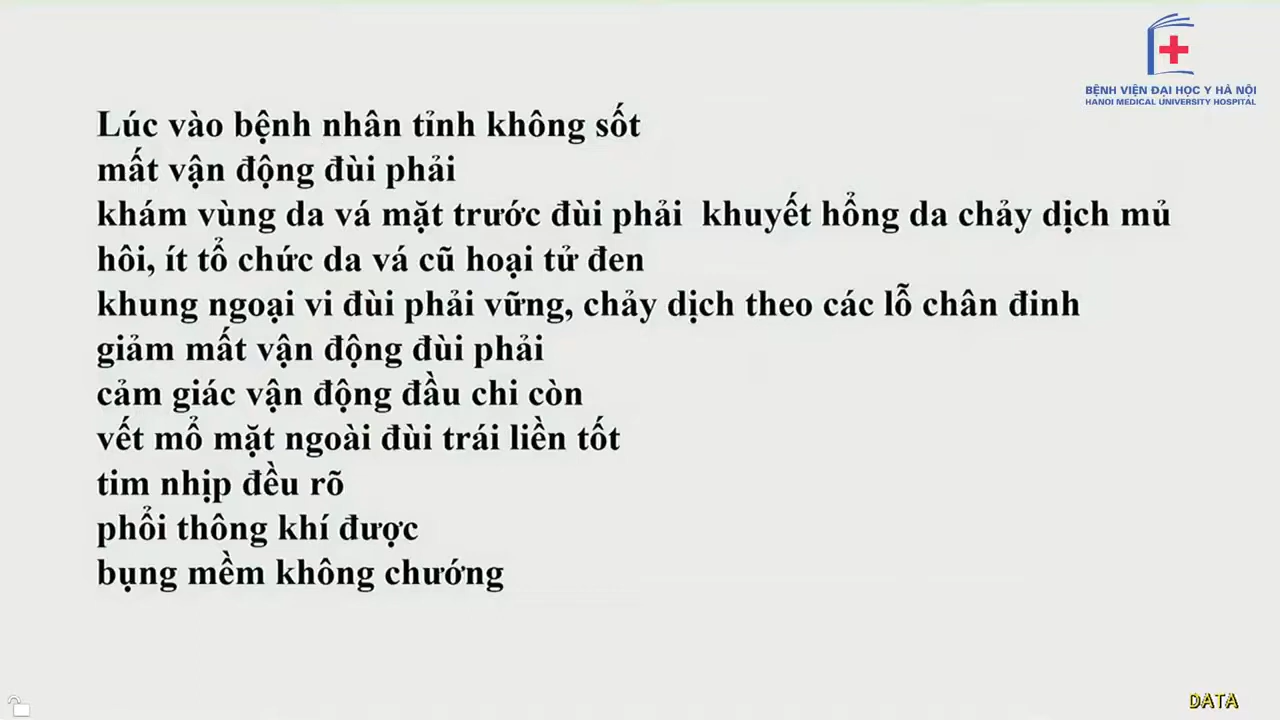 BỆNH VIỆN ĐẠI HỌC Y HÀ NỘI
HANOI MEDICAL UNIVERSITY HOSPITAL
Lúc vào bệnh nhân tỉnh không sốt
mất vận động đùi phải
khám vùng da vá mặt trước đùi phải  khuyết hổng da chảy dịch mủ
hôi, ít tổ chức da vá cũ hoại tử đen
khung ngoại vi đùi phải vững, chảy dịch theo các lỗ chân đinh
giảm mất vận động đùi phải
cảm giác vận động đầu chi còn
vết mổ mặt ngoài đùi trái liền tốt
tim nhịp đều rõ
phổi thông khí được
bụng mềm không chướng
DATA